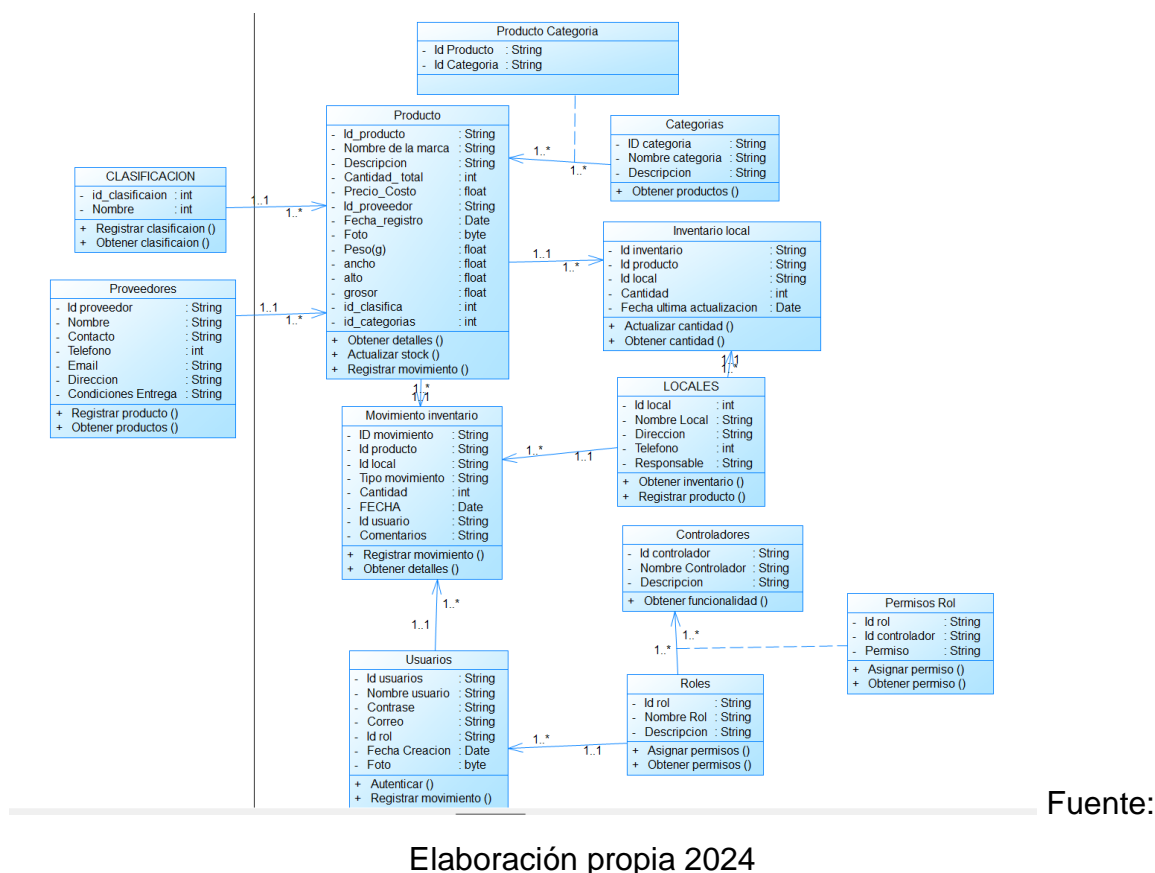 Producto Categoria
- Id Producto : String
- Id Categoria : String
Producto
- Id_producto : String
- Nombre de la marca : String
- Descripcion : String
- Cantidad_ total : int
- Precio_Costo : float
- Id_proveedor : String
- Fecha_registro : Date
- Foto : byte
- Peso(g) : float
- ancho : float
- alto : float
- grosor : float
- id_clasifica : int
- id_categorias : int
+ Obtener detalles ()
+ Actualizar stock ()
+ Registrar movimiento ()
1..*
1..*
Categorias
- ID categoria : String
- Nombre categoria : String
- Descripcion : String
+ Obtener productos ()
CLASIFICACION
- id_clasificaion : int
- Nombre : int
+ Registrar clasificaion ()
+ Obtener clasificaion ()
1..1
1..*
Inventario local
- Id inventario : String
- Id producto : String
- Id local : String
- Cantidad : int
- Fecha ultima actualizacion : Date
+ Actualizar cantidad ()
+ Obtener cantidad ()
1..1
1..*
Proveedores
- Id proveedor : String
- Nombre : String
- Contacto : String
- Telefono : int
- Email : String
- Direccion : String
- Condiciones Entrega : String
+ Registrar producto ()
+ Obtener productos ()
1..1
1..*
1..*
1..1
1..1
1..*
LOCALES
- Id local : int
- Nombre Local : String
- Direccion : String
- Telefono : int
- Responsable : String
+ Obtener inventario ()
+ Registrar producto ()
Movimiento inventario
- ID movimiento : String
- Id producto : String
- Id local : String
- Tipo movimiento : String
- Cantidad : int
- FECHA : Date
- Id usuario : String
- Comentarios : String
+ Registrar movimiento ()
+ Obtener detalles ()
1..*
1..1
Controladores
- Id controlador : String
- Nombre Controlador : String
- Descripcion : String
+ Obtener funcionalidad ()
Permisos Rol
- Id rol : String
- Id controlador : String
- Permiso : String
+ Asignar permiso ()
+ Obtener permiso ()
1..*
1..1
1..*
1..*
Usuarios
- Id usuarios : String
- Nombre usuario : String
- Contrase : String
- Correo : String
- Id rol : String
- Fecha Creacion : Date
- Foto : byte
+ Autenticar ()
+ Registrar movimiento ()
Roles
- Id rol : String
- Nombre Rol : String
- Descripcion : String
+ Asignar permisos ()
+ Obtener permisos ()
1..*
1..1
Fuente:
Elaboración propia 2024